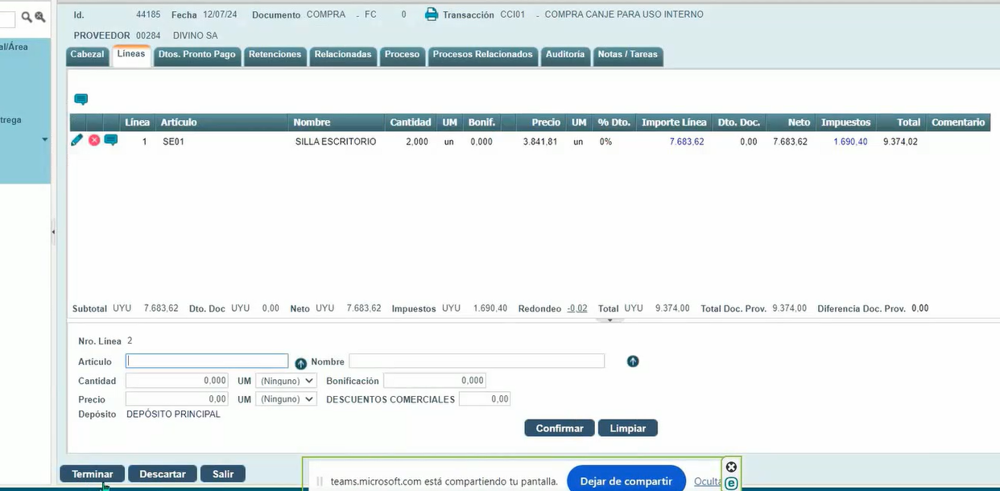 Id. 44185 Fecha 12/07/24 Documento COMPRA - FC 0 Transacción CCI01 - COMPRA CANJE PARA USO INTERNO
al/Área
PROVEEDOR 00284 DIVINO SA
Cabezal Líneas Dtos. Pronto Pago Retenciones Relacionadas Proceso Procesos Relacionados Auditoría Notas / Tareas
trega
Línea Artículo Nombre Cantidad UM Bonif. Precio UM % Dto. Importe Línea Dto. Doc. Neto Impuestos Total Comentario
1 SE01 SILLA ESCRITORIO 2,000 un 0,000 3.841,81 un 0% 7.683,62 0,00 7.683,62 1.690,40 9.374,02
Subtotal UYU 7.683,62 Dto. Doc UYU 0,00 Neto UYU 7.683,62 Impuestos UYU 1.690,40 Redondeo -0,02 Total UYU 9.374,00 Total Doc. Prov. 9.374,00 Diferencia Doc. Prov. 0,00
Nro. Línea 2
Artículo Nombre
Cantidad 0,000 UM (Ninguno) Bonificación 0,000
Precio 0,00 UM (Ninguno) DESCUENTOS COMERCIALES 0,00
Depósito DEPÓSITO PRINCIPAL
Confirmar Limpiar
Terminar Descartar Salir
teams.microsoft.com está compartiendo tu pantalla. Dejar de compartir Oculta